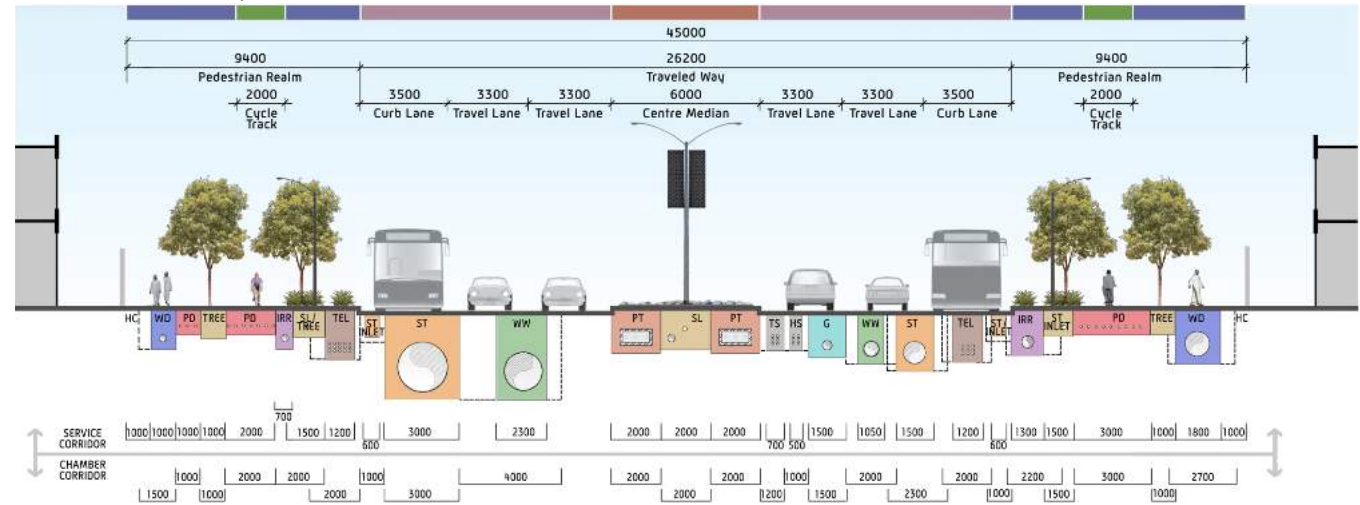 45000
9400 26200 9400
Pedestrian Realm Traveled Way Pedestrian Realm
2000 3500 3300 3300 6000 3300 3300 3500 2000
Cycle Track Curb Lane Travel Lane Travel Lane Centre Median Travel Lane Travel Lane Curb Lane Cycle Track
HC WD PD TREE PD IRR SL/TREE TEL ST INLET ST WW PT SL PT TS HS G WW ST TEL ST/INLET IRR ST INLET PD TREE WD HC
700
SERVICE CORRIDOR 1000 1000 1000 1000 2000 1500 1200 3000 2300 2000 2000 2000 1500 1050 1500 1200 1300 1500 3000 1000 1800 1000
600 700 500 600
CHAMBER CORRIDOR 1000 2000 2000 1000 4000 2000 2000 1000 2000 2000 2200 3000 2700
1500 1000 2000 3000 2000 1200 1500 2300 1000 1500 1000